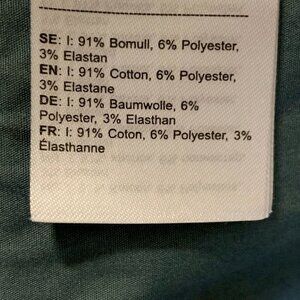 SE: I: 91% Bomull, 6% Polyester,
3% Elastan
EN: I: 91% Cotton, 6% Polyester,
3% Elastane
DE: I: 91% Baumwolle, 6%
Polyester, 3% Elasthan
FR: I: 91% Coton, 6% Polyester, 3%
Élasthanne